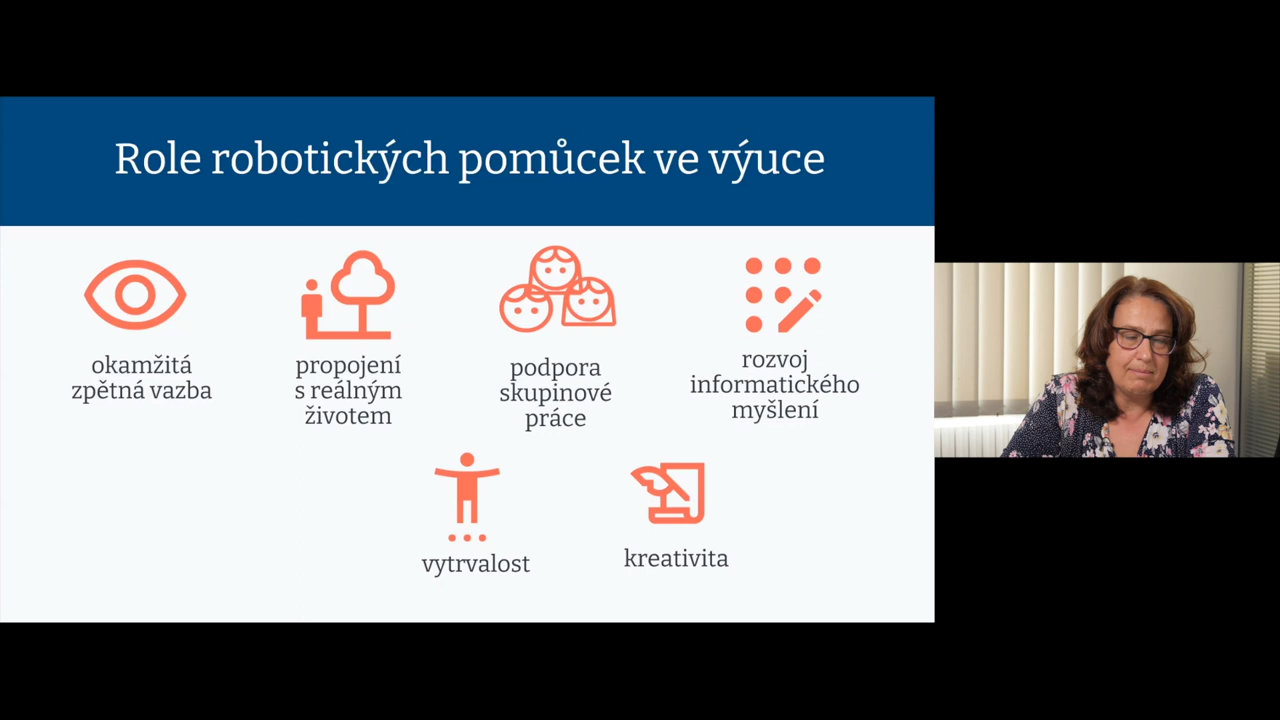 Role robotických pomůcek ve výuce
okamžitá
zpětná vazba
propojení
s reálným
životem
podpora
skupinové
práce
rozvoj
informatického
myšlení
vytrvalost
kreativita